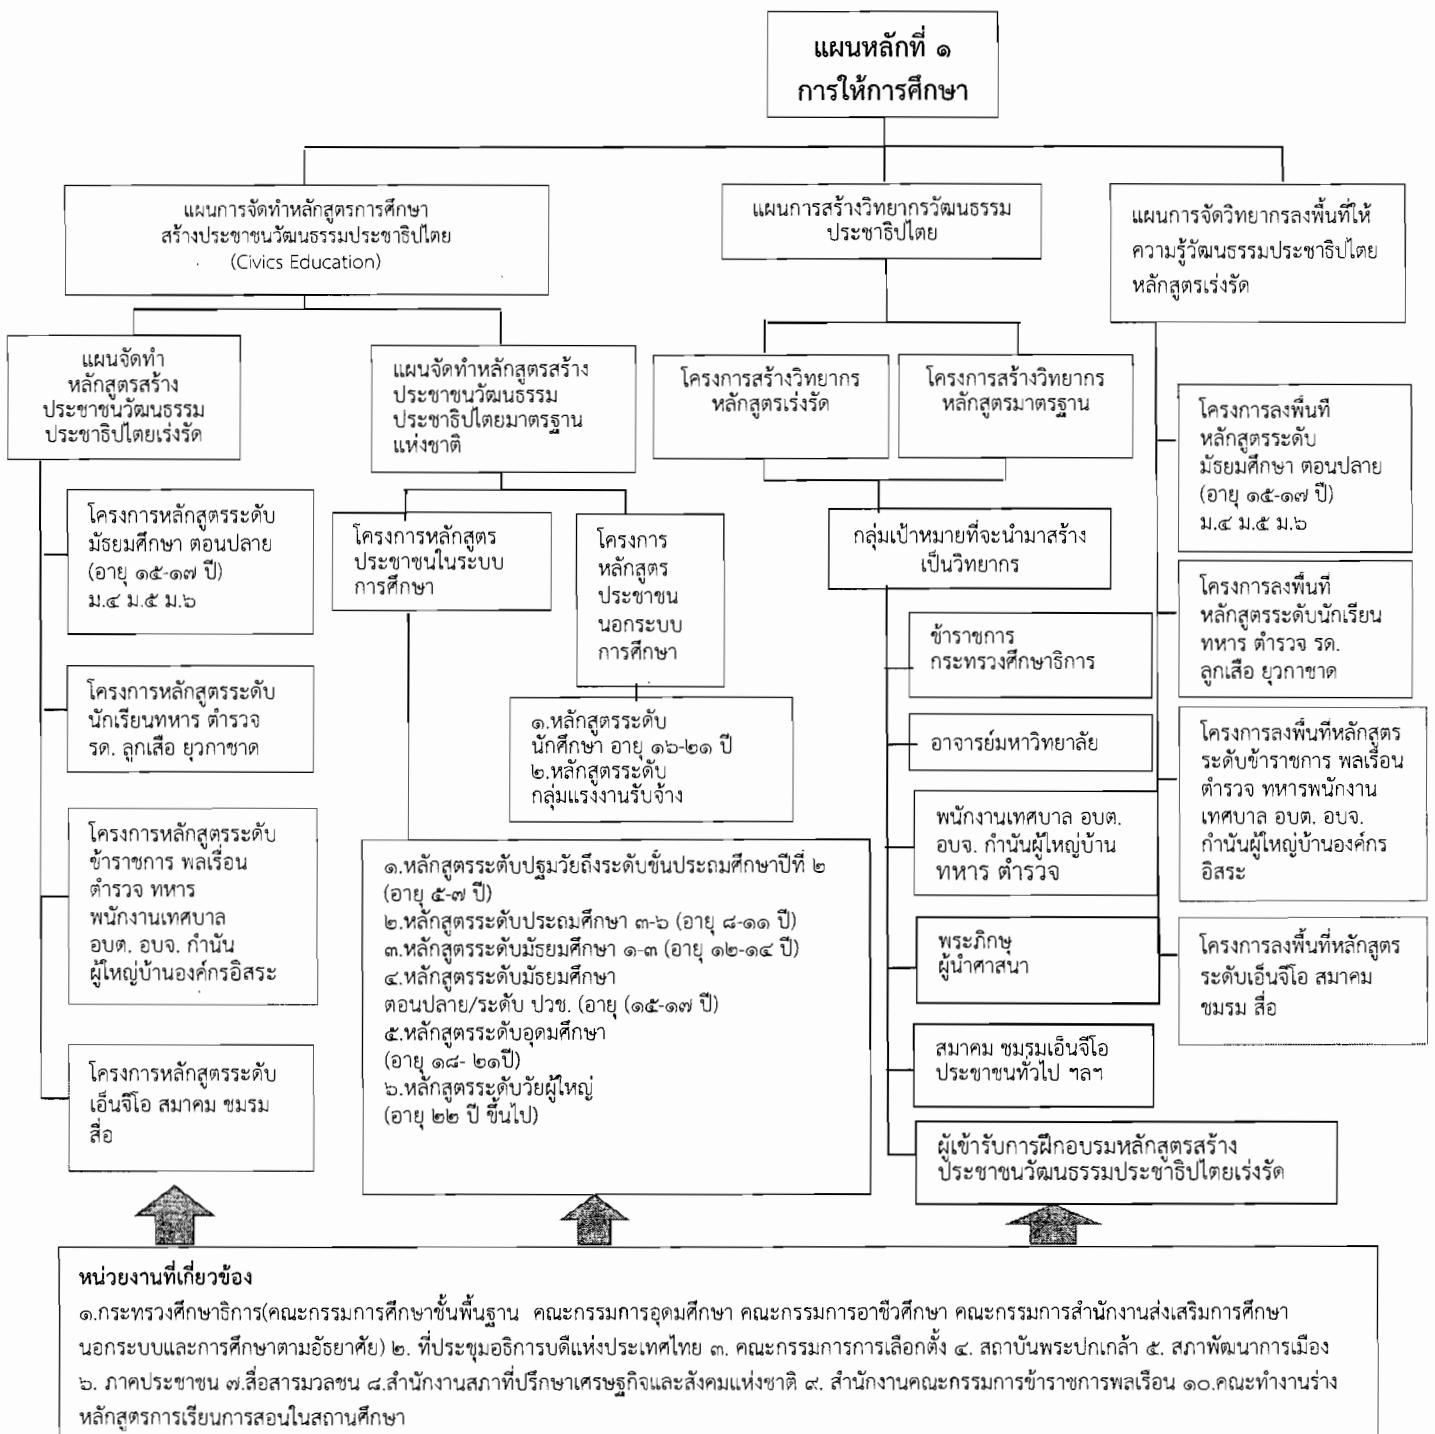 แผนหลักที่ ๑
การให้การศึกษา
แผนการจัดทำหลักสูตรการศึกษา
สร้างประชาชนวัฒนธรรมประชาธิปไตย
(Civics Education)
แผนการสร้างวิทยากรวัฒนธรรม
ประชาธิปไตย
แผนการจัดวิทยากรลงพื้นที่ให้
ความรู้วัฒนธรรมประชาธิปไตย
หลักสูตรเร่งรัด
แผนจัดทำ
หลักสูตรสร้าง
ประชาชนวัฒนธรรม
ประชาธิปไตยเร่งรัด
แผนจัดทำหลักสูตรสร้าง
ประชาชนวัฒนธรรม
ประชาธิปไตยมาตรฐาน
แห่งชาติ
โครงการสร้างวิทยากร
หลักสูตรเร่งรัด
โครงการสร้างวิทยากร
หลักสูตรมาตรฐาน
โครงการหลักสูตรระดับ
มัธยมศึกษา ตอนปลาย
(อายุ ๑๕-๑๗ ปี)
ม.๔ ม.๕ ม.๖
โครงการหลักสูตรระดับ
นักเรียนทหาร ตำรวจ
รด. ลูกเสือ ยุวกาชาด
โครงการหลักสูตรระดับ
ข้าราชการ พลเรือน
ตำรวจ ทหาร
พนักงานเทศบาล
อบต. อบจ. กำนัน
ผู้ใหญ่บ้านองค์กรอิสระ
โครงการหลักสูตรระดับ
เอ็นจีโอ สมาคม ชมรม
สื่อ
โครงการหลักสูตร
ประชาชนในระบบ
การศึกษา
โครงการ
หลักสูตร
ประชาชน
นอกระบบ
การศึกษา
๑.หลักสูตรระดับ
นักศึกษา อายุ ๑๖-๒๑ ปี
๒.หลักสูตรระดับ
กลุ่มแรงงานรับจ้าง
๑.หลักสูตรระดับปฐมวัยถึงระดับชั้นประถมศึกษาปีที่ ๒
(อายุ ๕-๗ ปี)
๒.หลักสูตรระดับประถมศึกษา ๓-๖ (อายุ ๘-๑๑ ปี)
๓.หลักสูตรระดับมัธยมศึกษา ๑-๓ (อายุ ๑๒-๑๔ ปี)
๔.หลักสูตรระดับมัธยมศึกษา
ตอนปลาย/ระดับ ปวช. (อายุ (๑๕-๑๗ ปี)
๕.หลักสูตรระดับอุดมศึกษา
(อายุ ๑๘- ๒๑ปี)
๖.หลักสูตรระดับวัยผู้ใหญ่
(อายุ ๒๒ ปี ขึ้นไป)
กลุ่มเป้าหมายที่จะนำมาสร้าง
เป็นวิทยากร
ข้าราชการ
กระทรวงศึกษาธิการ
อาจารย์มหาวิทยาลัย
พนักงานเทศบาล อบต.
อบจ. กำนันผู้ใหญ่บ้าน
ทหาร ตำรวจ
พระภิกษุ
ผู้นำศาสนา
สมาคม ชมรมเอ็นจีโอ
ประชาชนทั่วไป ฯลฯ
ผู้เข้ารับการฝึกอบรมหลักสูตรสร้าง
ประชาชนวัฒนธรรมประชาธิปไตยเร่งรัด
โครงการลงพื้นที่
หลักสูตรระดับ
มัธยมศึกษา ตอนปลาย
(อายุ ๑๕-๑๗ ปี)
ม.๔ ม.๕ ม.๖
โครงการลงพื้นที่
หลักสูตรระดับนักเรียน
ทหาร ตำรวจ รด.
ลูกเสือ ยุวกาชาด
โครงการลงพื้นที่หลักสูตร
ระดับข้าราชการ พลเรือน
ตำรวจ ทหารพนักงาน
เทศบาล อบต. อบจ.
กำนันผู้ใหญ่บ้านองค์กร
อิสระ
โครงการลงพื้นที่หลักสูตร
ระดับเอ็นจีโอ สมาคม
ชมรม สื่อ
หน่วยงานที่เกี่ยวข้อง
๑.กระทรวงศึกษาธิการ(คณะกรรมการศึกษาชั้นพื้นฐาน คณะกรรมการอุดมศึกษา คณะกรรมการอาชีวศึกษา คณะกรรมการสำนักงานส่งเสริมการศึกษา
นอกระบบและการศึกษาตามอัธยาศัย) ๒. ที่ประชุมอธิการบดีแห่งประเทศไทย ๓. คณะกรรมการการเลือกตั้ง ๔. สถาบันพระปกเกล้า ๕. สภาพัฒนาการเมือง
๖. ภาคประชาชน ๗.สื่อสารมวลชน ๘.สำนักงานสภาที่ปรึกษาเศรษฐกิจและสังคมแห่งชาติ ๙. สำนักงานคณะกรรมการข้าราชการพลเรือน ๑๐.คณะทำงานร่าง
หลักสูตรการเรียนการสอนในสถานศึกษา